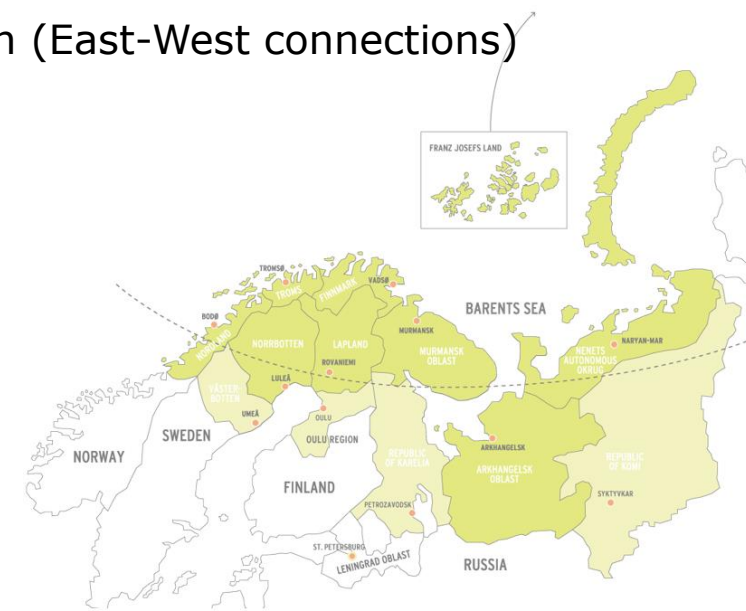 n (East-West connections)
FRANZ JOSEFS LAND
TROMSØ
TROMS
FINNMARK
VADSØ
BARENTS SEA
BODØ
MURMANSK
NORDLAND
NORRBOTTEN
LAPLAND
MURMANSK
OBLAST
NARYAN-MAR
NENETS
AUTONOMOUS
OKRUG
ROVANIEMI
LULEÅ
VÄSTER-
BOTTEN
UMEÅ
OULU
SWEDEN
OULU REGION
NORWAY
REPUBLIC
OF KARELIA
ARKHANGELSK
ARKHANGELSK
OBLAST
REPUBLIC
OF KOMI
FINLAND
SYKTYVKAR
PETROZAVODSK
ST. PETERSBURG
LENINGRAD OBLAST
RUSSIA